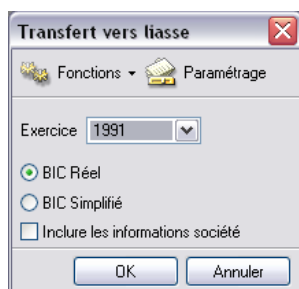 Transfert vers liasse
Fonctions Paramétrage
Exercice 1991
BIC Réel
BIC Simplifié
Inclure les informations société
OK Annuler